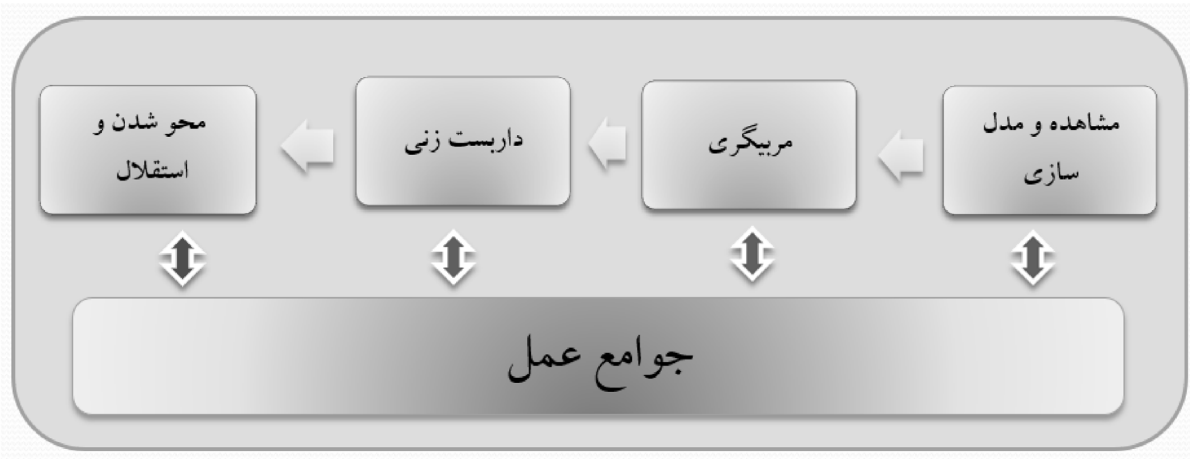 مشاهده و مدل
سازی
مربیگری
داربست زنی
محو شدن و
استقلال
جوامع عمل